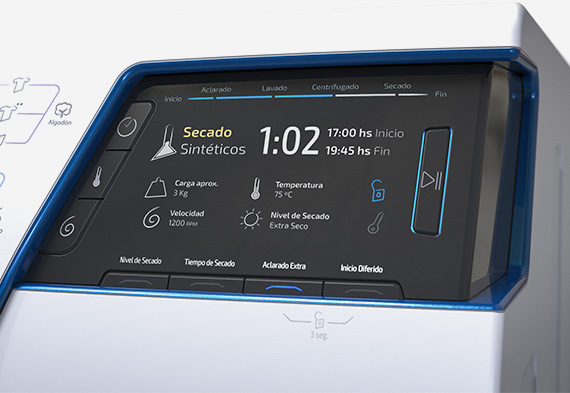 Aclarado
Lavado
Centrifugado
Secado
Inicio
Fin
Algodón
Secado
Sintéticos
1:02
17:00 hs Inicio
19:45 hs Fin
Carga aprox.
3 Kg
Temperatura
75 ºC
Velocidad
1200 RPM
Nivel de Secado
Extra Seco
Nivel de Secado
Tiempo de Secado
Aclarado Extra
Inicio Diferido
3 seg.